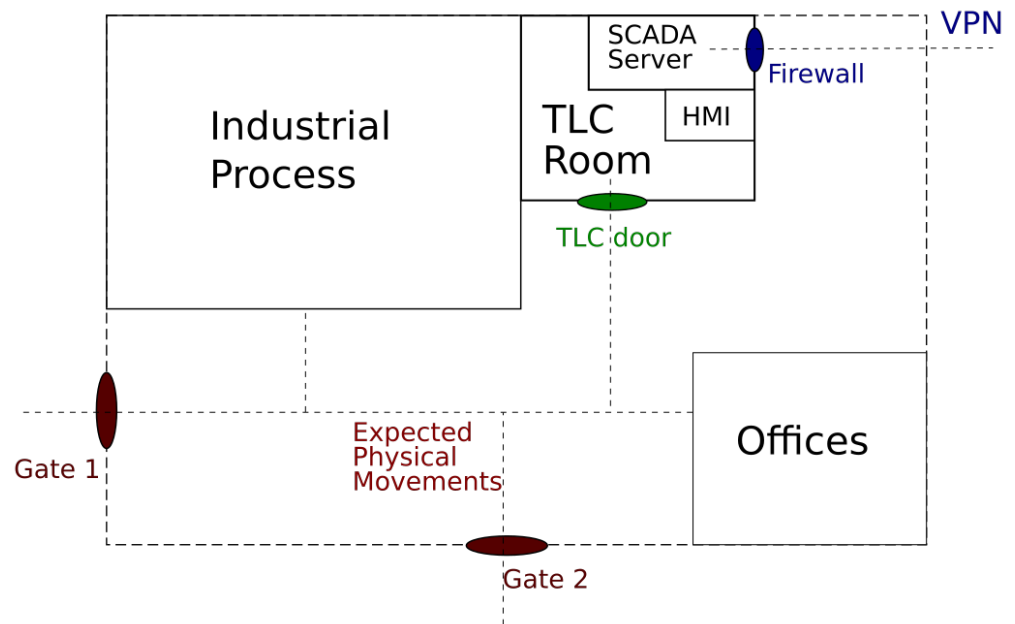 VPN
SCADA
Server
Firewall
Industrial
Process
TLC
Room
HMI
TLC door
Expected
Physical
Movements
Offices
Gate 1
Gate 2